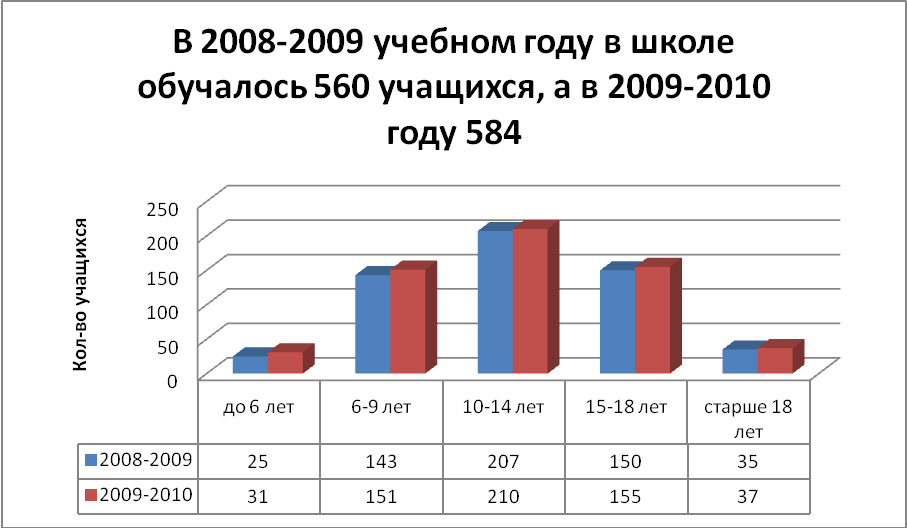 В 2008-2009 учебном году в школе
обучалось 560 учащихся, а в 2009-2010
году 584
Кол-во учащихся
250
200
150
100
50
0
до 6 лет 6-9 лет 10-14 лет 15-18 лет старше 18
лет
2008-2009 25 143 207 150 35
2009-2010 31 151 210 155 37